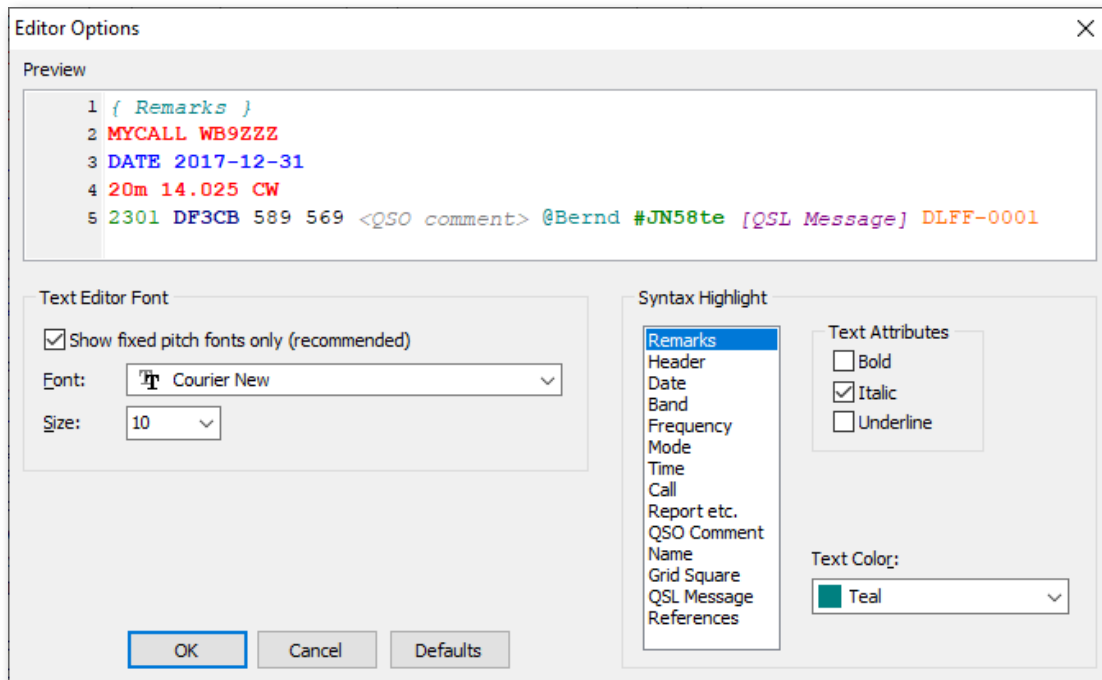 Editor Options
Preview
1 { Remarks }
2 MYCALL WB9ZZZ
3 DATE 2017-12-31
4 20m 14.025 CW
5 2301 DF3CB 589 569 <QSO comment> @Bernd #JN58te [QSL Message] DLFF-0001
Text Editor Font
Show fixed pitch fonts only (recommended)
Font: Courier New
Size: 10
Syntax Highlight
Remarks
Header
Date
Band
Frequency
Mode
Time
Call
Report etc.
QSO Comment
Name
Grid Square
QSL Message
References
Text Attributes
Bold
Italic
Underline
Text Color:
Teal
OK Cancel Defaults